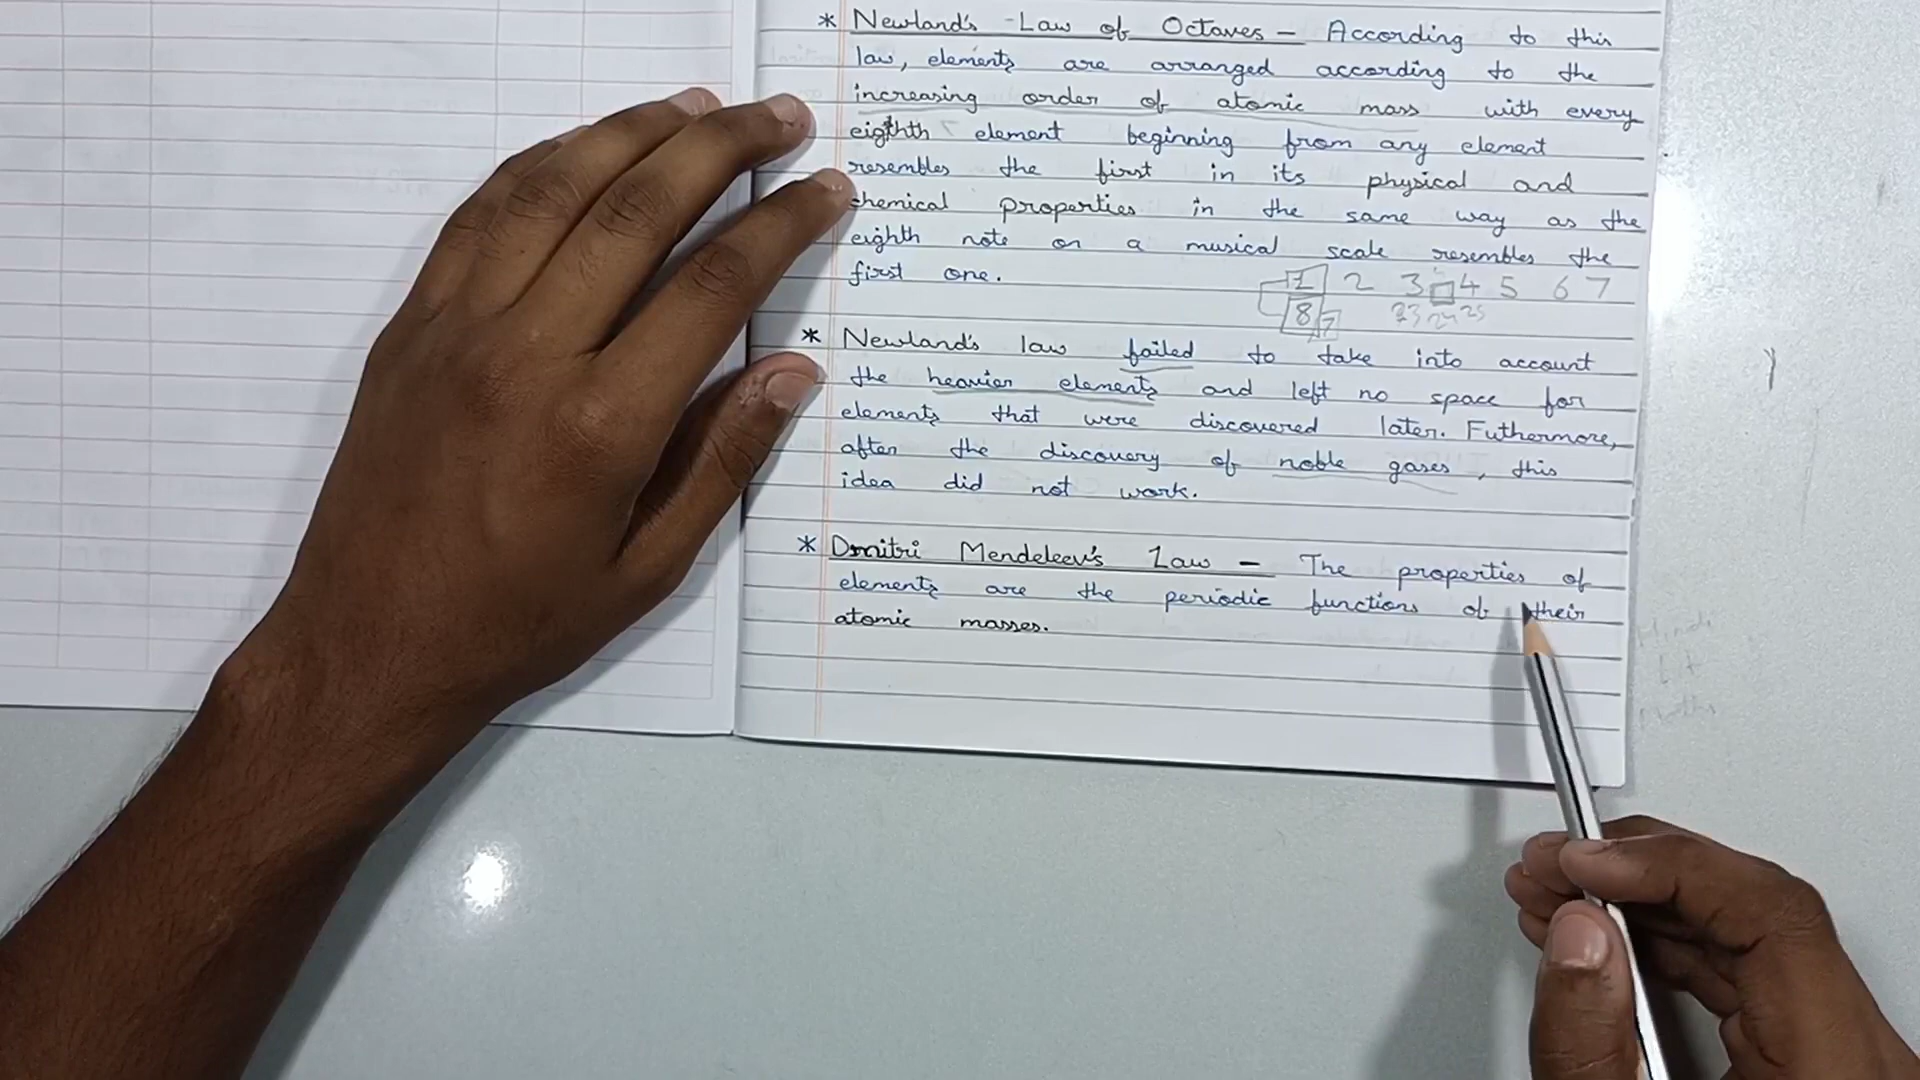 * Newland's - Law of Octaves - According to this
law, elements are arranged according to the
increasing order of atomic mass with every
eighth element beginning from any element
resembles the first in its physical and
chemical properties in the same way as the
eighth note on a musical scale resembles the
first one.
1 2 3 4 5 6 7
8
* Newland's law failed to take into account
the heavier elements and left no space for
elements that were discovered later. Futhermore,
after the discovery of noble gases, this
idea did not work.
* Dmitri Mendeleev's Law - The properties of
elements are the periodic functions of their
atomic masses.